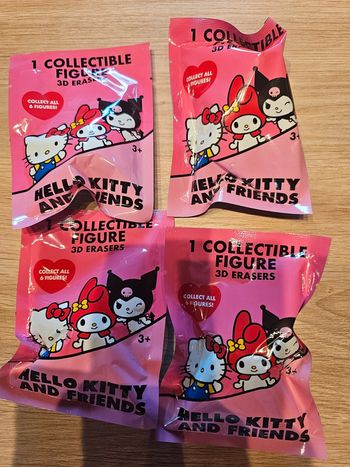 1 COLLECTIBLE
FIGURE
3D ERASERS
COLLECT ALL
6 FIGURES!
3+
HELLO KITTY
AND FRIENDS
1 COLLECTIBLE
FIGURE
3D ERASERS
COLLECT ALL
6 FIGURES!
3+
HELLO KITTY
AND FRIENDS
1 COLLECTIBLE
FIGURE
3D ERASERS
COLLECT ALL
6 FIGURES!
3+
HELLO KITTY
AND FRIENDS
1 COLLECTIBLE
FIGURE
3D ERASERS
COLLECT ALL
6 FIGURES!
3+
HELLO KITTY
AND FRIENDS